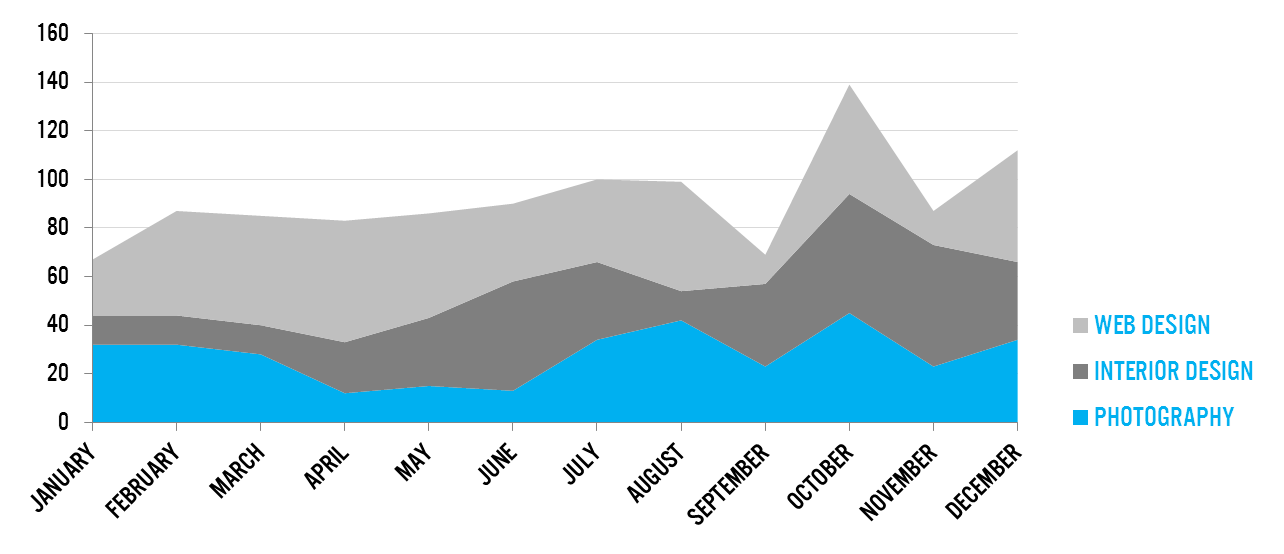 160
140
120
100
80
60
40
20
0
JANUARY
FEBRUARY
MARCH
APRIL
MAY
JUNE
JULY
AUGUST
SEPTEMBER
OCTOBER
NOVEMBER
DECEMBER
WEB DESIGN
INTERIOR DESIGN
PHOTOGRAPHY